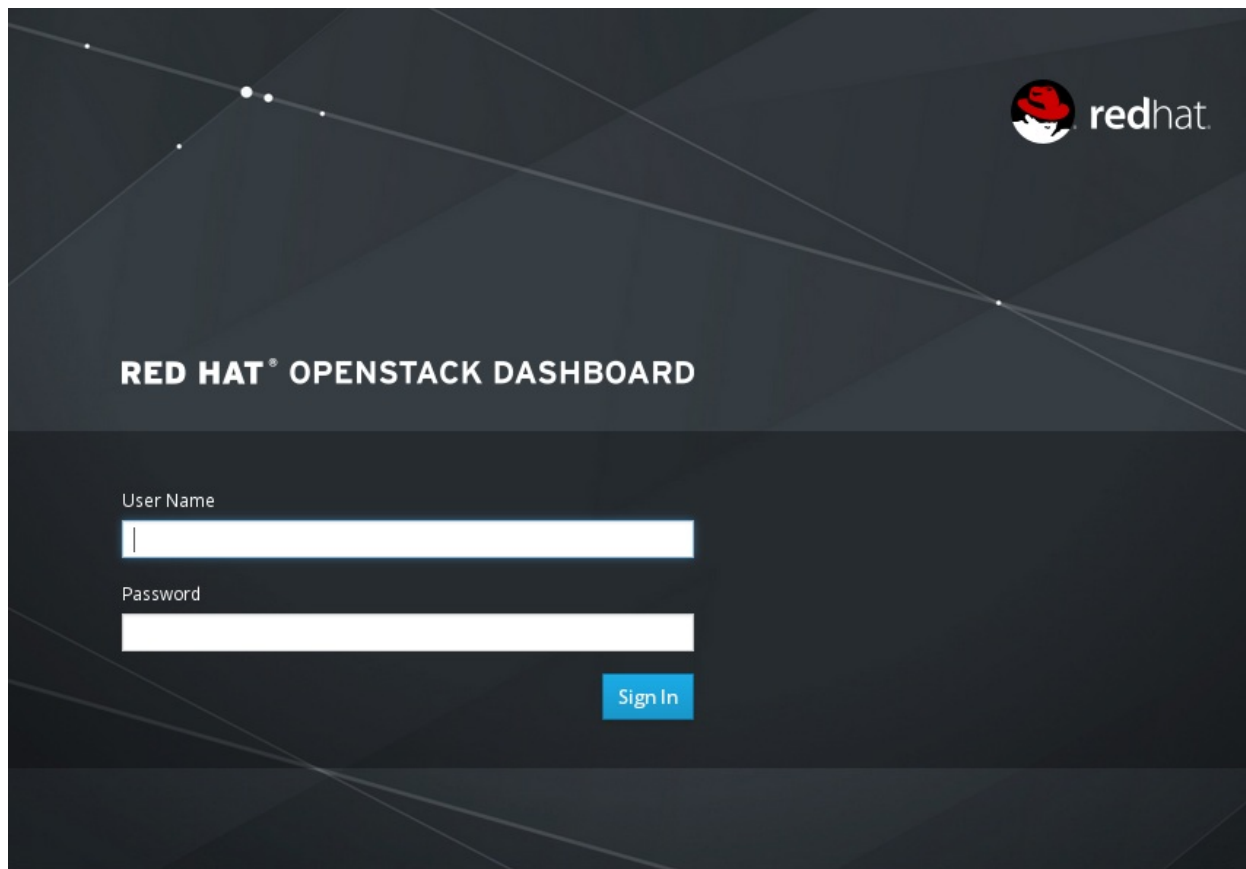 redhat.
RED HAT® OPENSTACK DASHBOARD
User Name
Password
Sign In